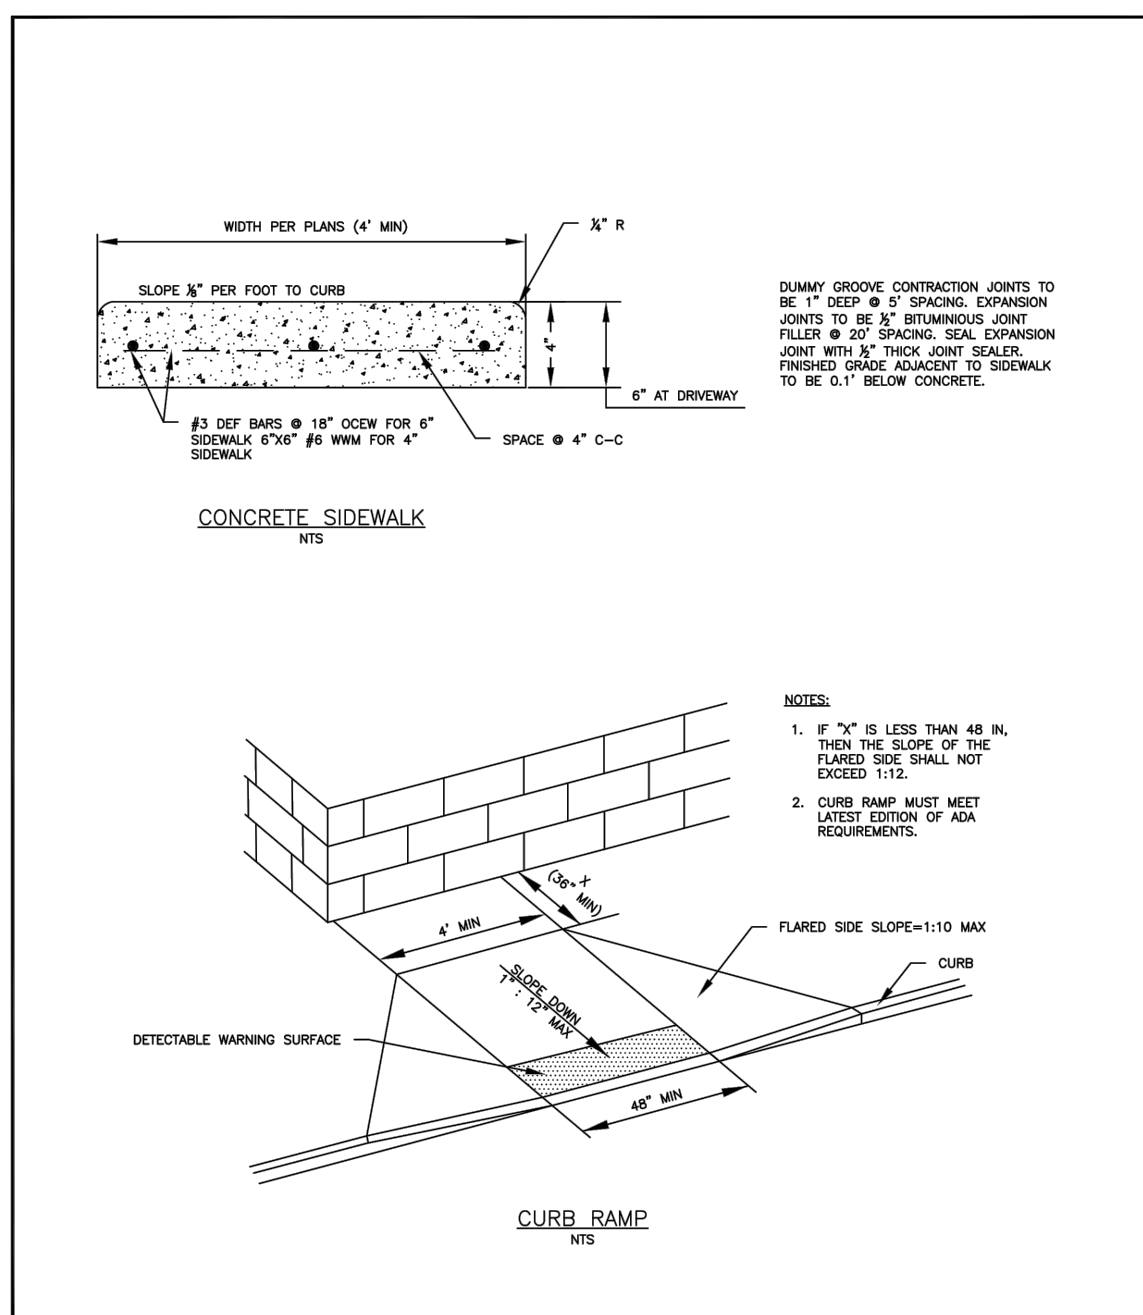 WIDTH PER PLANS (4' MIN)
¼" R
SLOPE ⅛" PER FOOT TO CURB
4"
6" AT DRIVEWAY
#3 DEF BARS @ 18" OCEW FOR 6"
SIDEWALK 6"X6" #6 WWM FOR 4"
SIDEWALK
SPACE @ 4" C-C
DUMMY GROOVE CONTRACTION JOINTS TO
BE 1" DEEP @ 5' SPACING. EXPANSION
JOINTS TO BE ½" BITUMINIOUS JOINT
FILLER @ 20' SPACING. SEAL EXPANSION
JOINT WITH ½" THICK JOINT SEALER.
FINISHED GRADE ADJACENT TO SIDEWALK
TO BE 0.1' BELOW CONCRETE.
CONCRETE SIDEWALK
NTS
NOTES:
1. IF "X" IS LESS THAN 48 IN,
THEN THE SLOPE OF THE
FLARED SIDE SHALL NOT
EXCEED 1:12.
2. CURB RAMP MUST MEET
LATEST EDITION OF ADA
REQUIREMENTS.
X
(36" MIN)
4' MIN
FLARED SIDE SLOPE=1:10 MAX
CURB
SLOPE DOWN
1" : 12" MAX
DETECTABLE WARNING SURFACE
48" MIN
CURB RAMP
NTS